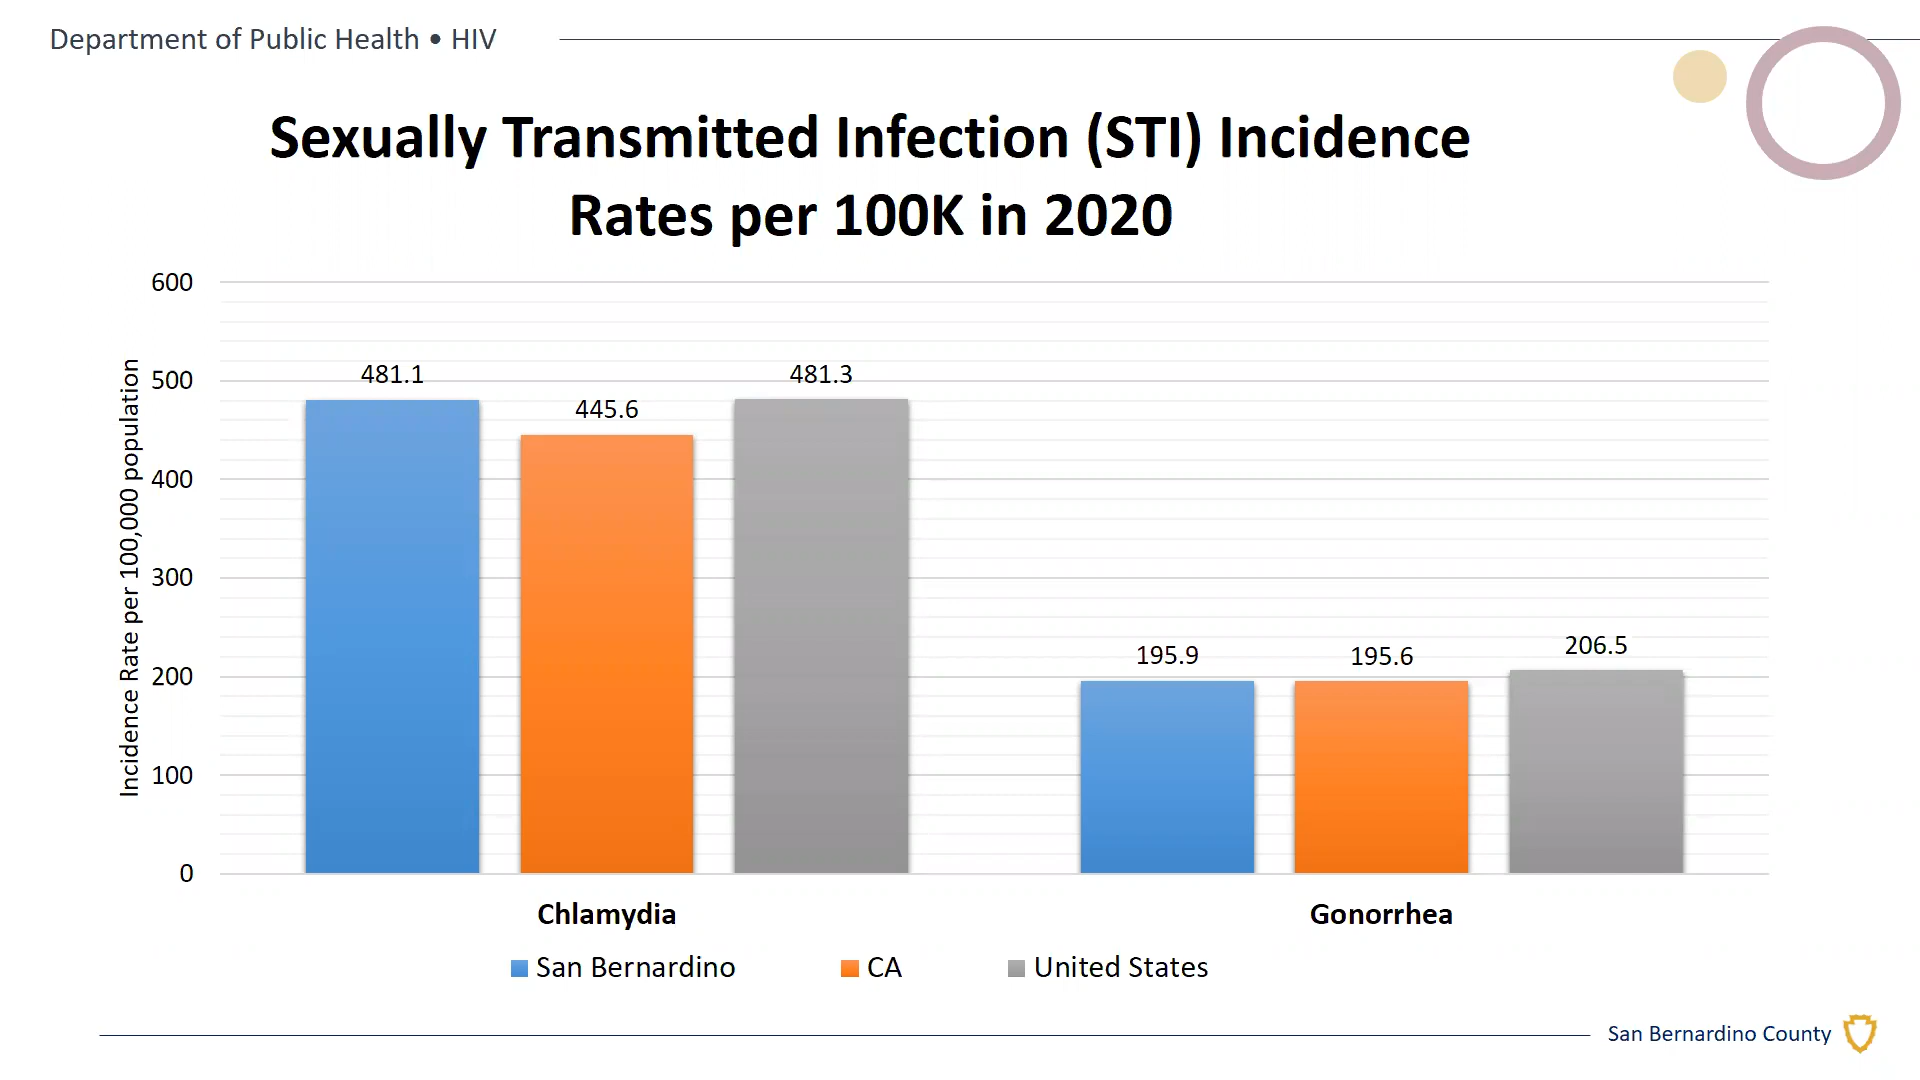 Department of Public Health • HIV
Sexually Transmitted Infection (STI) Incidence
Rates per 100K in 2020
Incidence Rate per 100,000 population
600
500
400
300
200
100
0
481.1
445.6
481.3
195.9
195.6
206.5
Chlamydia
Gonorrhea
San Bernardino
CA
United States
San Bernardino County